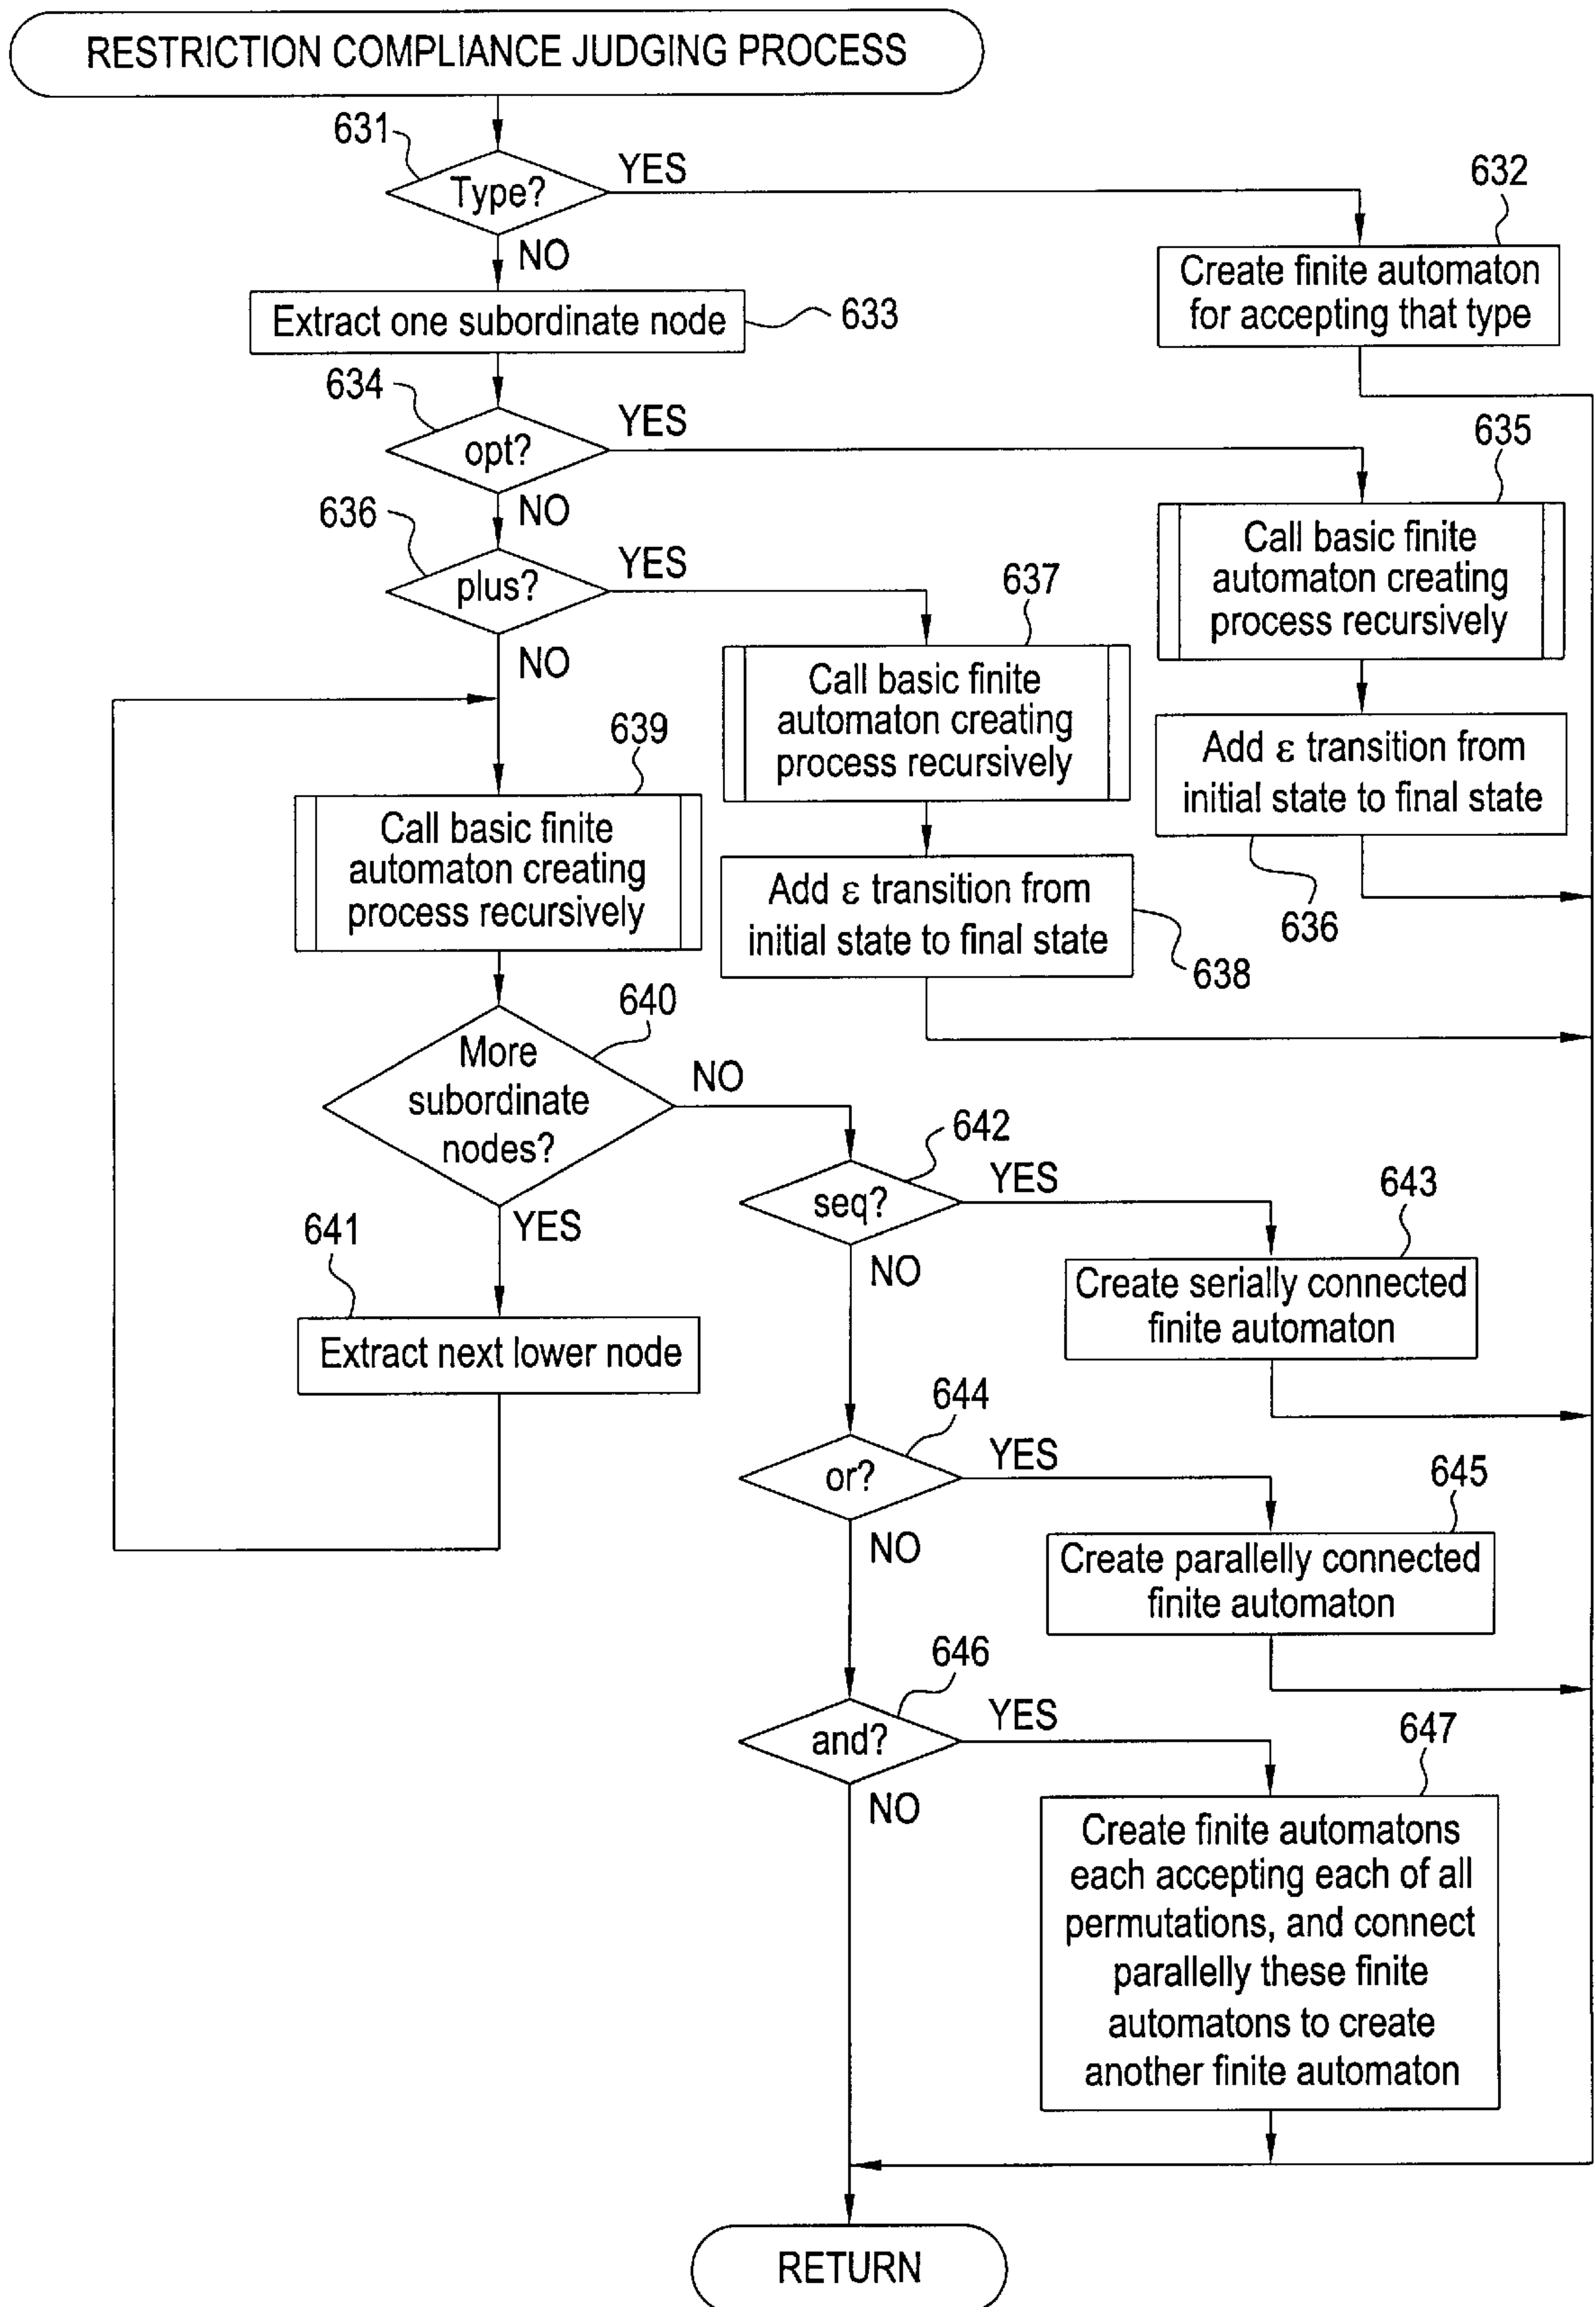 RESTRICTION COMPLIANCE JUDGING PROCESS
631
Type?
YES
NO
632
Create finite automaton
for accepting that type
Extract one subordinate node
633
634
opt?
YES
NO
635
Call basic finite
automaton creating
process recursively
Add ε transition from
initial state to final state
636
636
plus?
YES
NO
637
Call basic finite
automaton creating
process recursively
Add ε transition from
initial state to final state
638
639
Call basic finite
automaton creating
process recursively
640
More
subordinate
nodes?
NO
YES
641
Extract next lower node
642
seq?
YES
NO
643
Create serially connected
finite automaton
644
or?
YES
NO
645
Create parallelly connected
finite automaton
646
and?
YES
NO
647
Create finite automatons
each accepting each of all
permutations, and connect
parallelly these finite
automatons to create
another finite automaton
RETURN